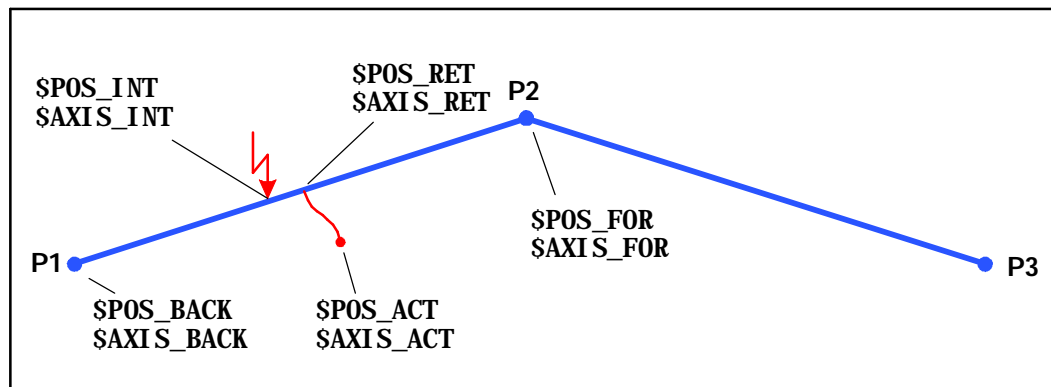 $POS_INT
$AXIS_INT
$POS_RET
$AXIS_RET
P2
$POS_FOR
$AXIS_FOR
P1
P3
$POS_BACK
$AXIS_BACK
$POS_ACT
$AXIS_ACT